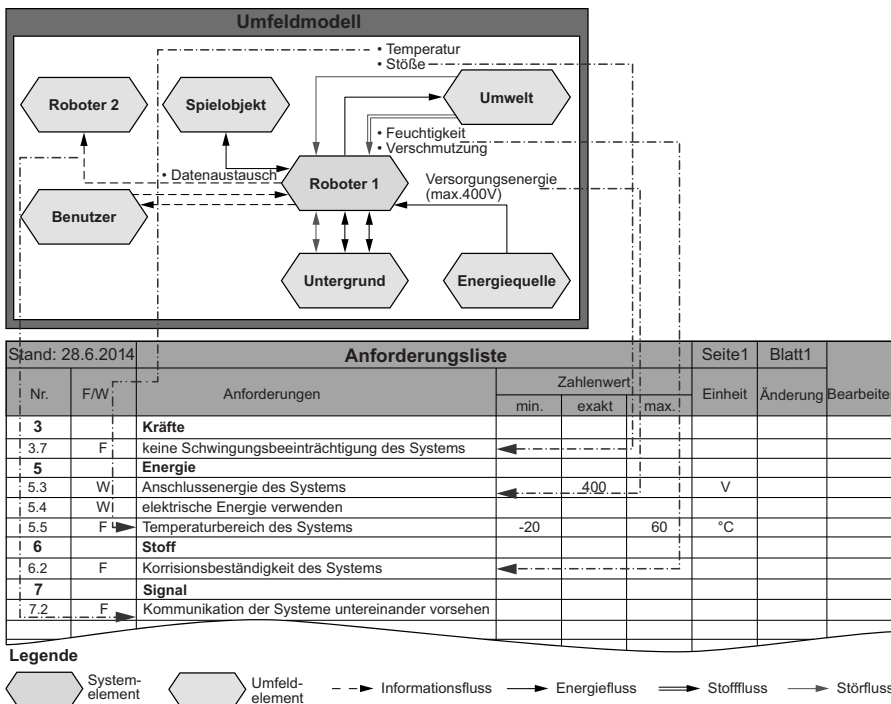 Umfeldmodell
• Temperatur
• Stöße
Roboter 2
Spielobjekt
Umwelt
• Feuchtigkeit
• Verschmutzung
• Datenaustausch
Roboter 1
Versorgungsenergie
(max.400V)
Benutzer
Untergrund
Energiequelle
Stand: 28.6.2014 Anforderungsliste Seite1 Blatt1
Nr. F/W Anforderungen Zahlenwert Einheit Änderung Bearbeite
min. exakt max.
3 Kräfte
3.7 F keine Schwingungsbeeinträchtigung des Systems
5 Energie
5.3 W Anschlussenergie des Systems 400 V
5.4 W elektrische Energie verwenden
5.5 F Temperaturbereich des Systems -20 60 °C
6 Stoff
6.2 F Korrisionsbeständigkeit des Systems
7 Signal
7.2 F Kommunikation der Systeme untereinander vorsehen
Legende
System-
element
Umfeld-
element
Informationsfluss
Energiefluss
Stofffluss
Störfluss